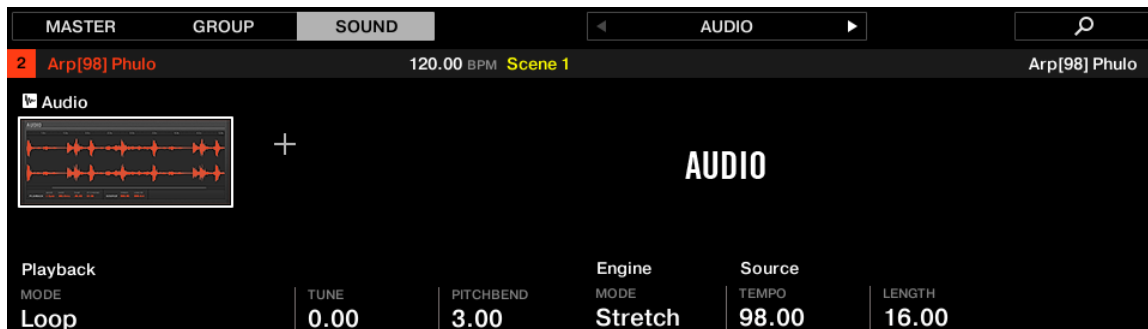 MASTER GROUP SOUND AUDIO
2 Arp[98] Phulo 120.00 BPM Scene 1 Arp[98] Phulo
Audio
AUDIO
AUDIO
Playback Engine Source
MODE TUNE PITCHBEND MODE TEMPO LENGTH
Loop 0.00 3.00 Stretch 98.00 16.00